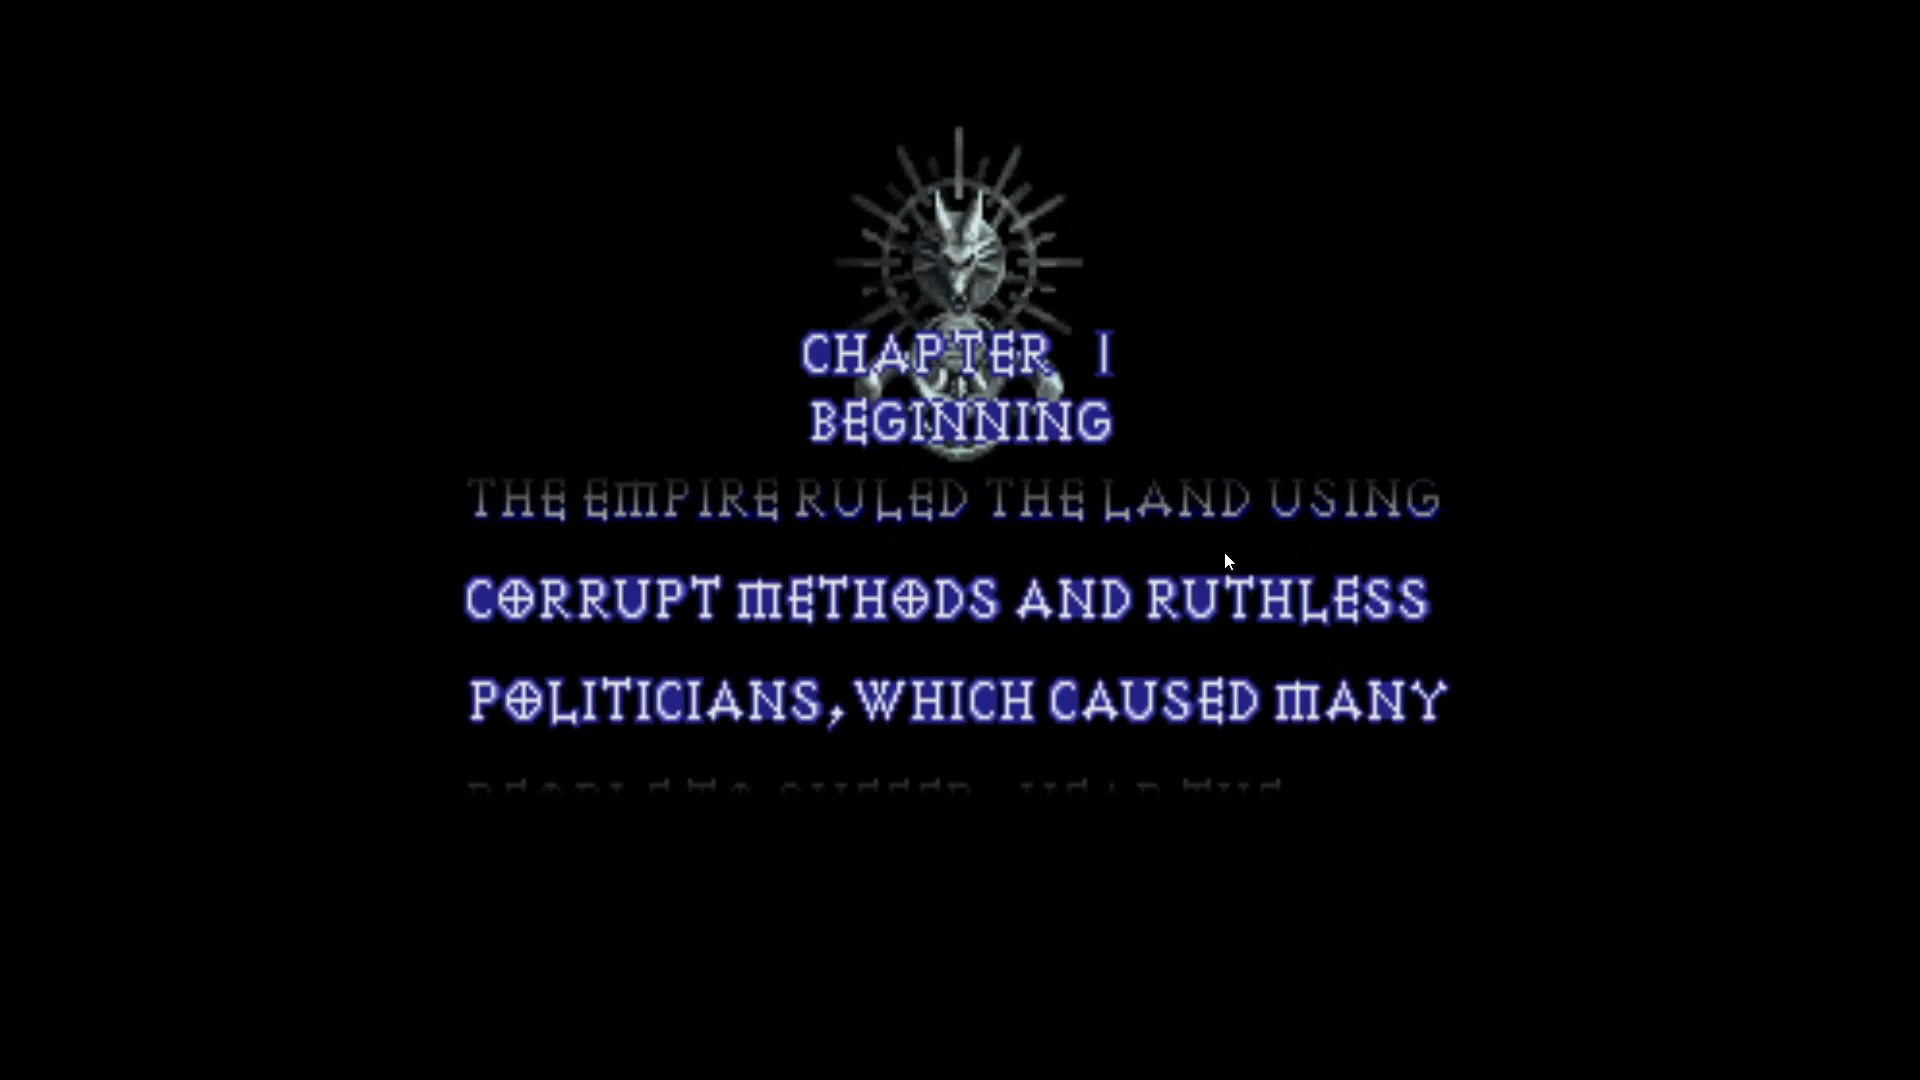 CHAPTER I
BEGINNING
THE EMPIRE RULED THE LAND USING
CORRUPT METHODS AND RUTHLESS
POLITICIANS, WHICH CAUSED MANY